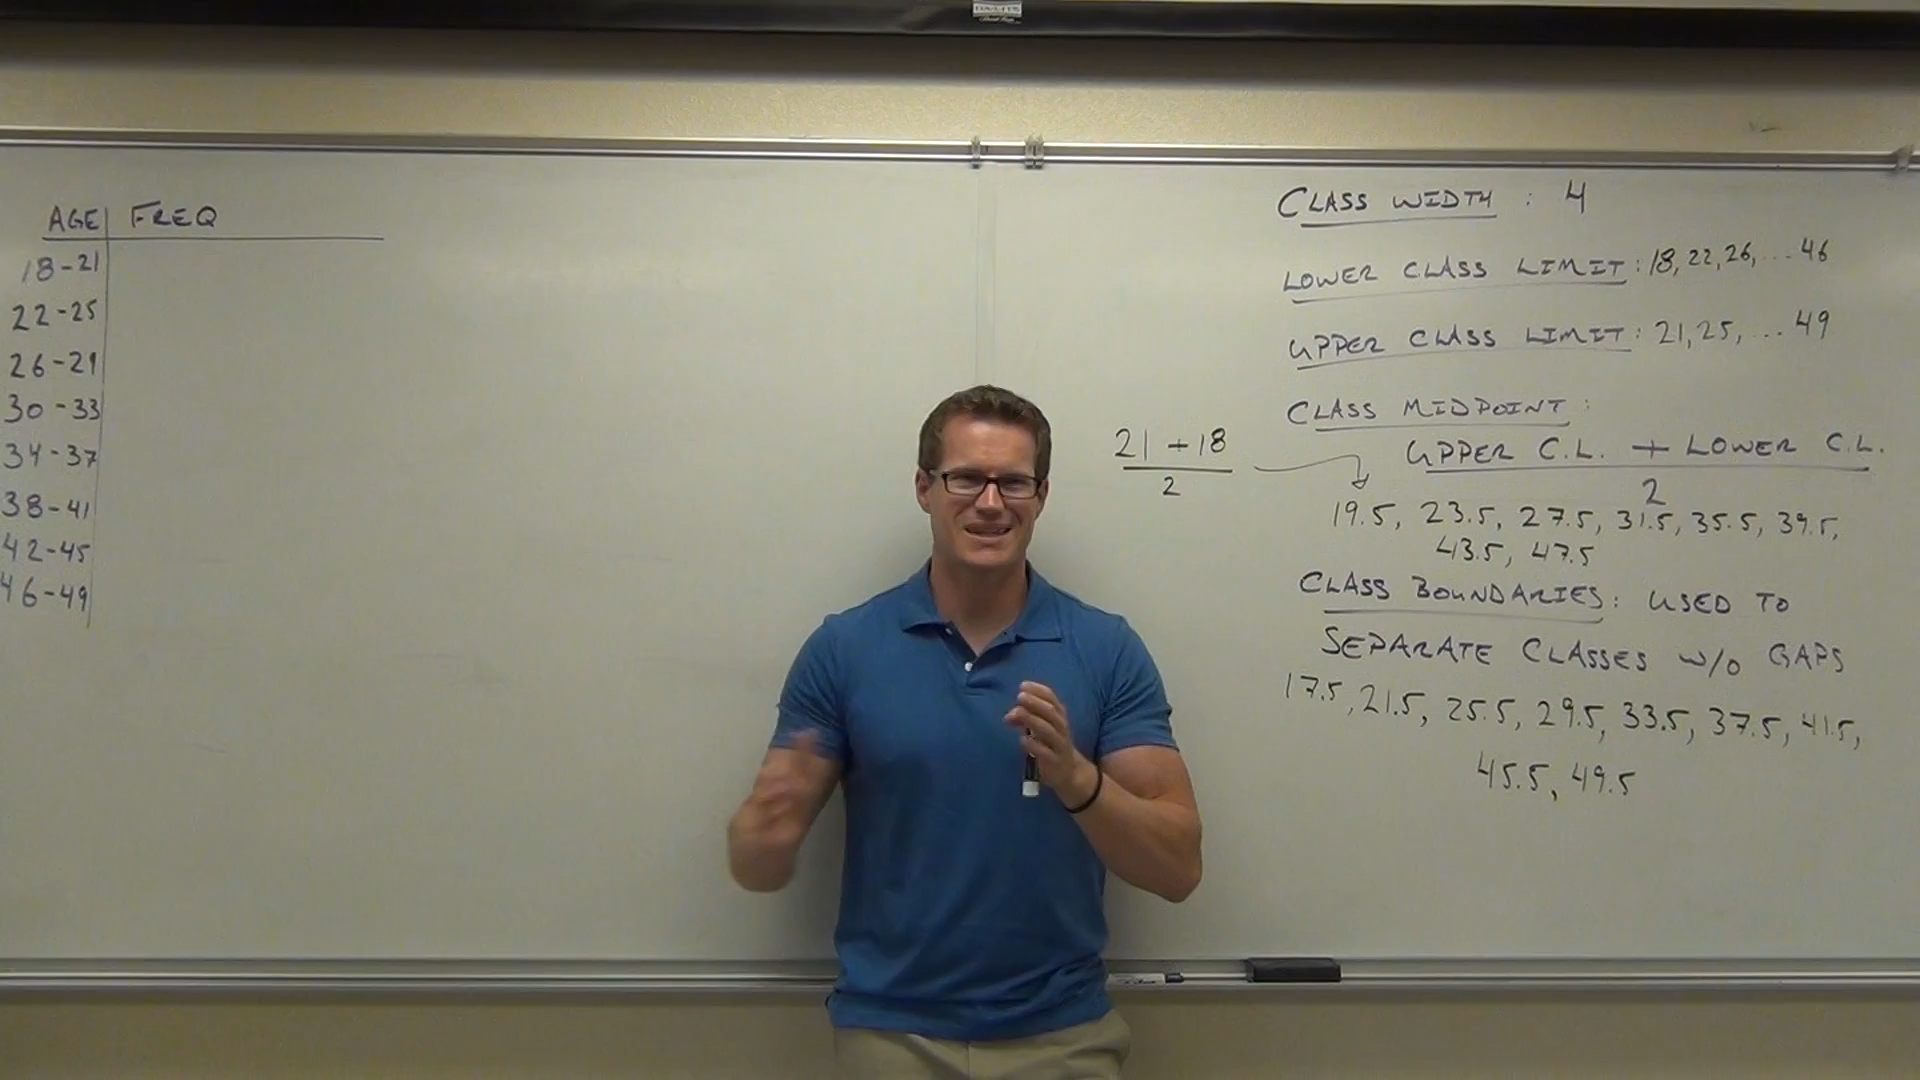 AGE FREQ
18-21
22-25
26-29
30-33
34-37
38-41
42-45
46-49
21 + 18
2
CLASS WIDTH : 4
LOWER CLASS LIMIT : 18, 22, 26, ... 46
UPPER CLASS LIMIT : 21, 25, ... 49
CLASS MIDPOINT :
UPPER C.L. + LOWER C.L.
2
19.5, 23.5, 27.5, 31.5, 35.5, 39.5,
43.5, 47.5
CLASS BOUNDARIES : USED TO
SEPARATE CLASSES W/O GAPS
17.5, 21.5, 25.5, 29.5, 33.5, 37.5, 41.5,
45.5, 49.5